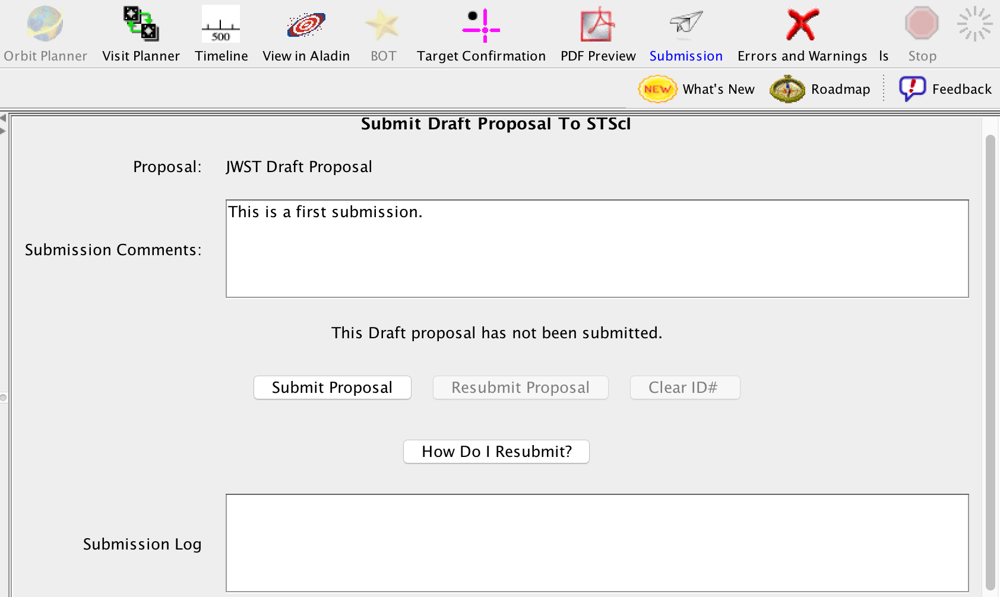 500
Orbit Planner Visit Planner Timeline View in Aladin BOT Target Confirmation PDF Preview Submission Errors and Warnings ls Stop
NEW What's New Roadmap Feedback
Submit Draft Proposal To STScI
Proposal: JWST Draft Proposal
This is a first submission.
Submission Comments:
This Draft proposal has not been submitted.
Submit Proposal Resubmit Proposal Clear ID#
How Do I Resubmit?
Submission Log